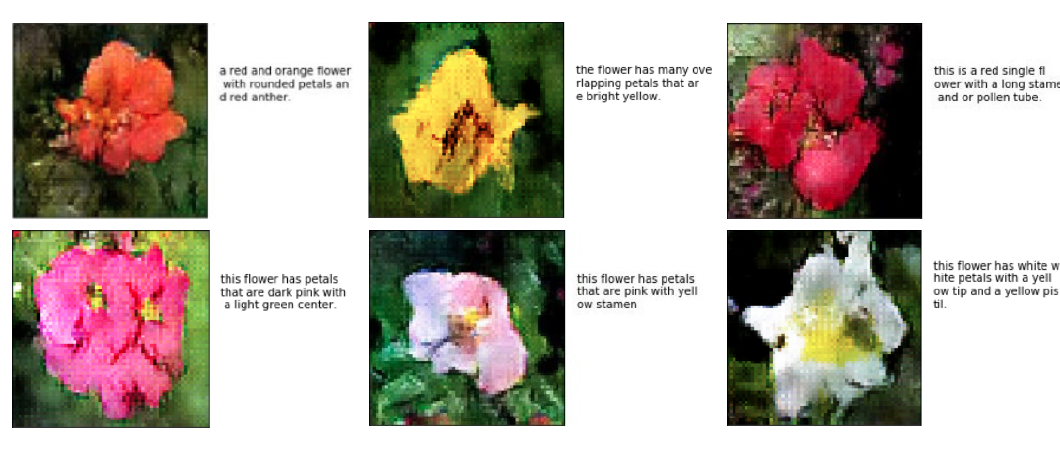 a red and orange flower
with rounded petals an
d red anther.
the flower has many ove
rlapping petals that ar
e bright yellow.
this is a red single fl
ower with a long stame
and or pollen tube.
this flower has petals
that are dark pink with
a light green center.
this flower has petals
that are pink with yell
ow stamen
this flower has white w
hite petals with a yell
ow tip and a yellow pis
til.